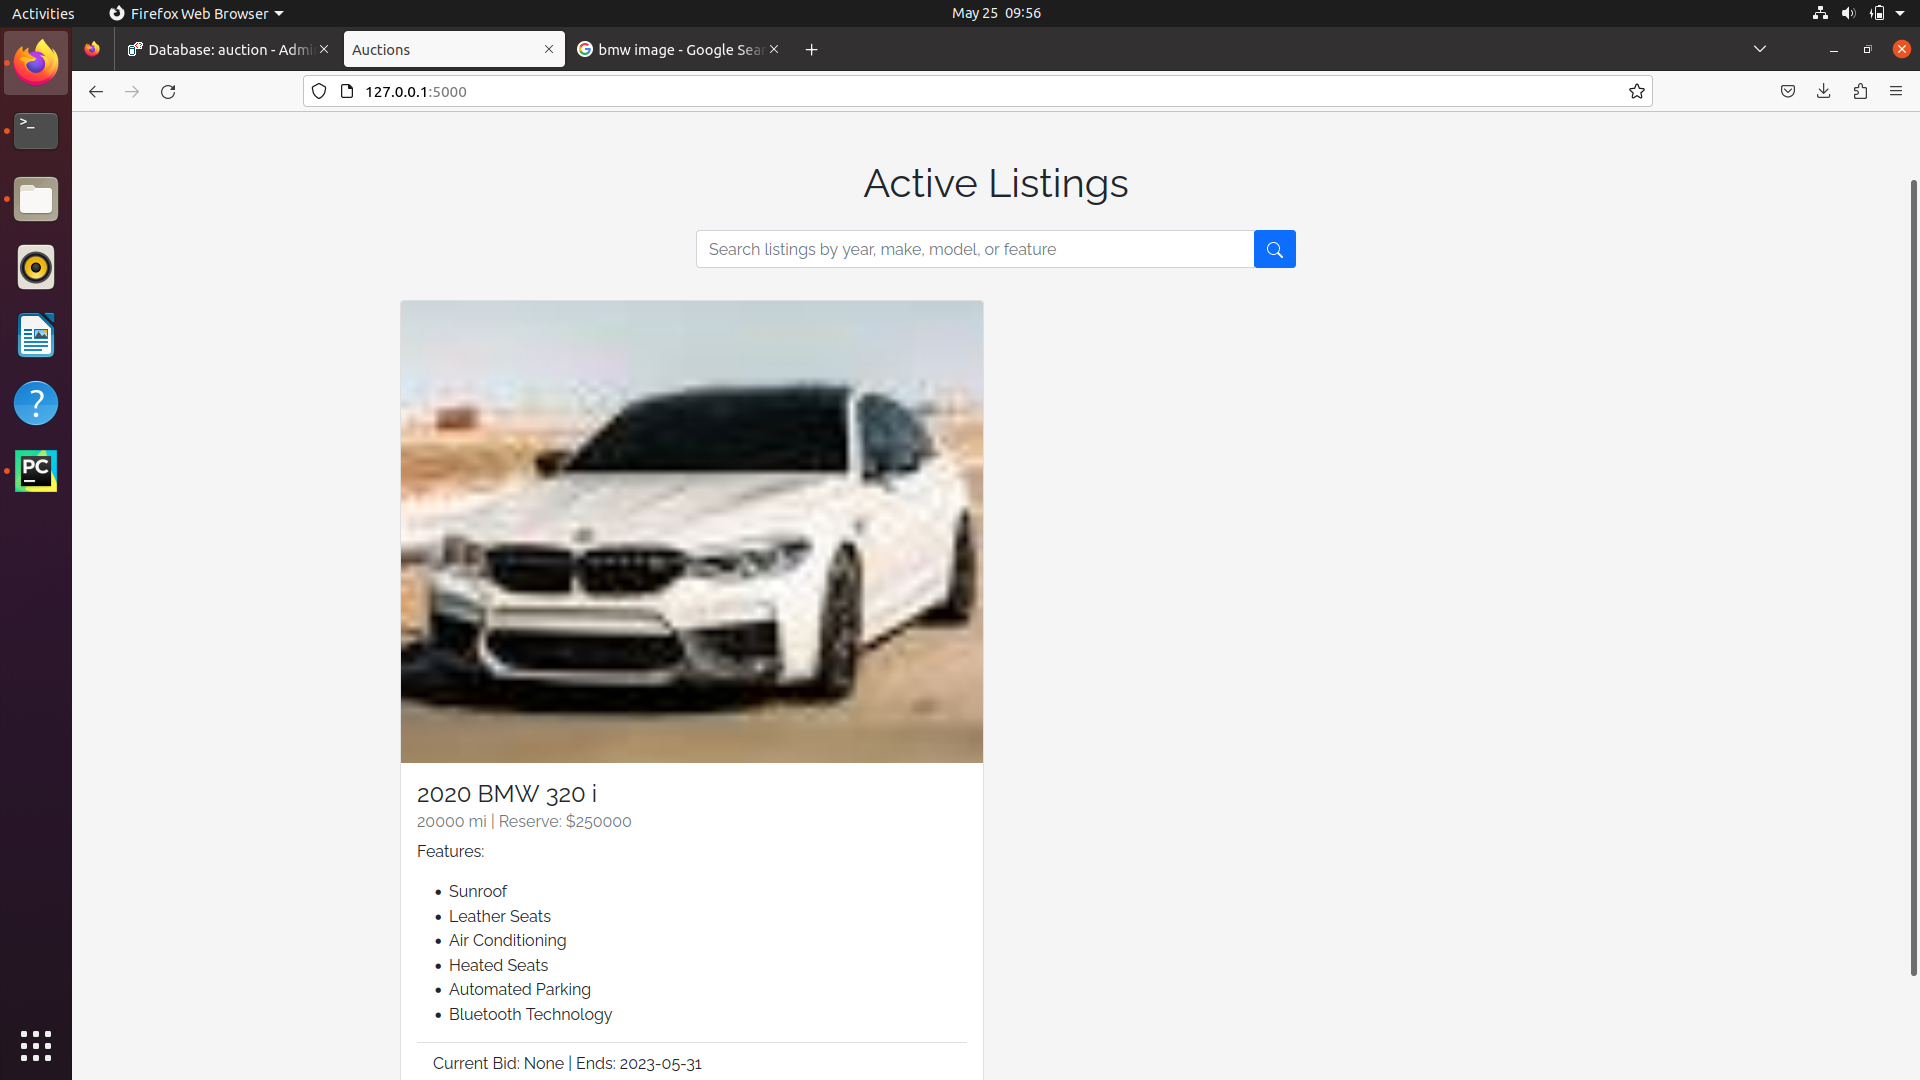 Activities
Firefox Web Browser
May 25 09:56
Database: auction - Admi
Auctions
bmw image - Google Sear
127.0.0.1:5000
Active Listings
Search listings by year, make, model, or feature
2020 BMW 320 i
20000 mi | Reserve: $250000
Features:
• Sunroof
• Leather Seats
• Air Conditioning
• Heated Seats
• Automated Parking
• Bluetooth Technology
Current Bid: None | Ends: 2023-05-31
>_
?
PC